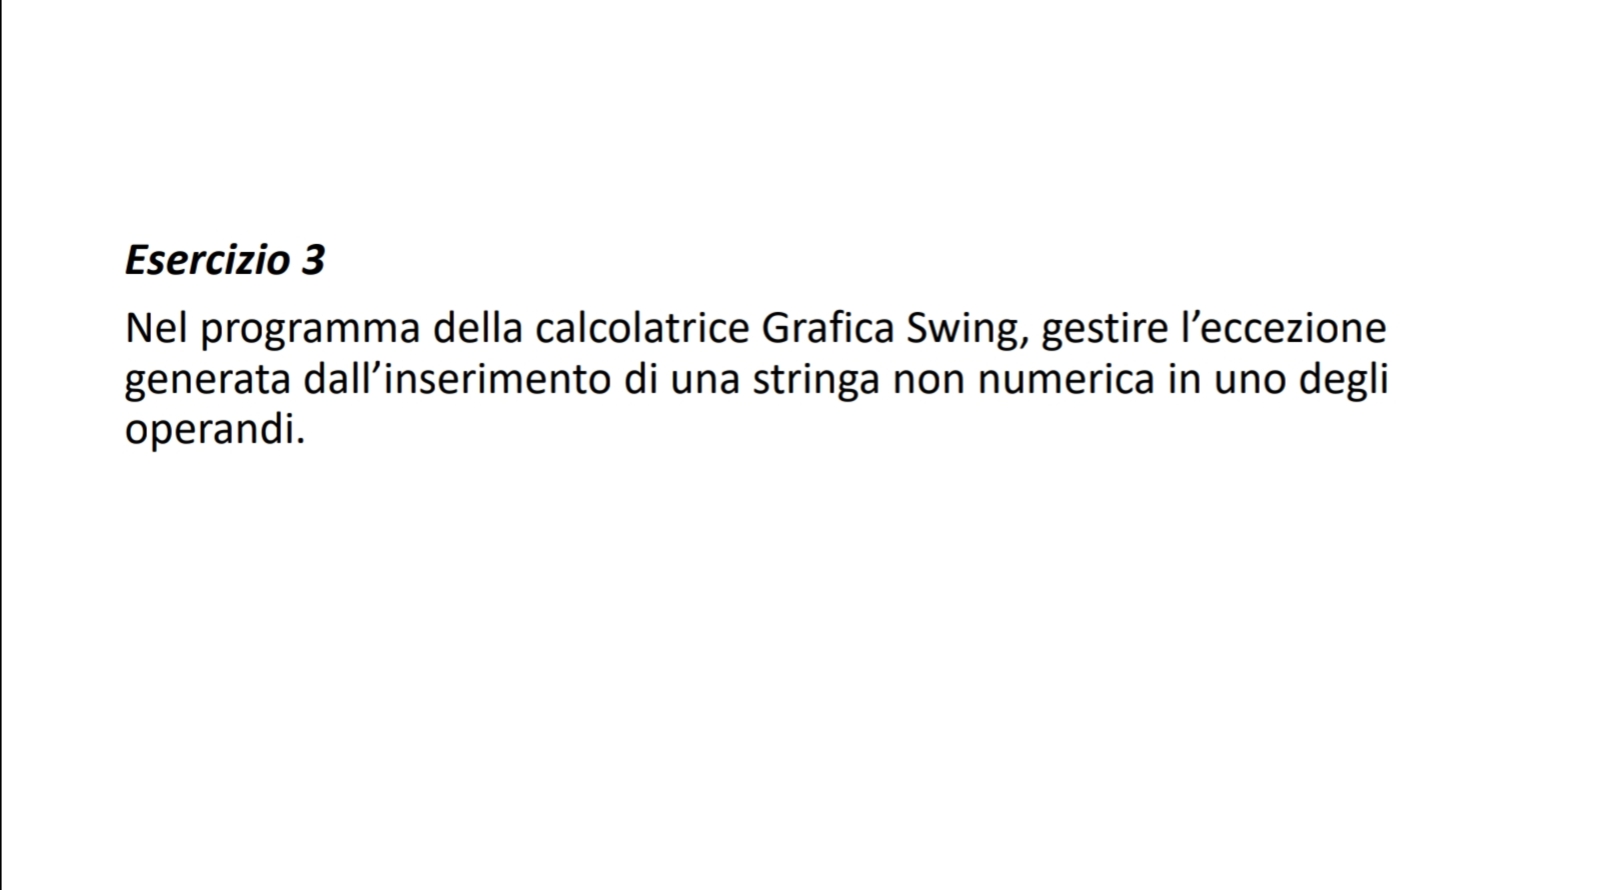 Esercizio 3
Nel programma della calcolatrice Grafica Swing, gestire l’eccezione
generata dall’inserimento di una stringa non numerica in uno degli
operandi.